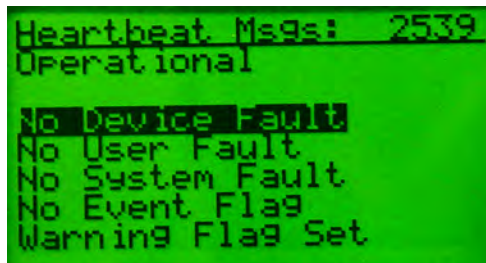 Heartbeat Msgs: 2539
Operational
No Device Fault
No User Fault
No System Fault
No Event Flag
Warning Flag Set